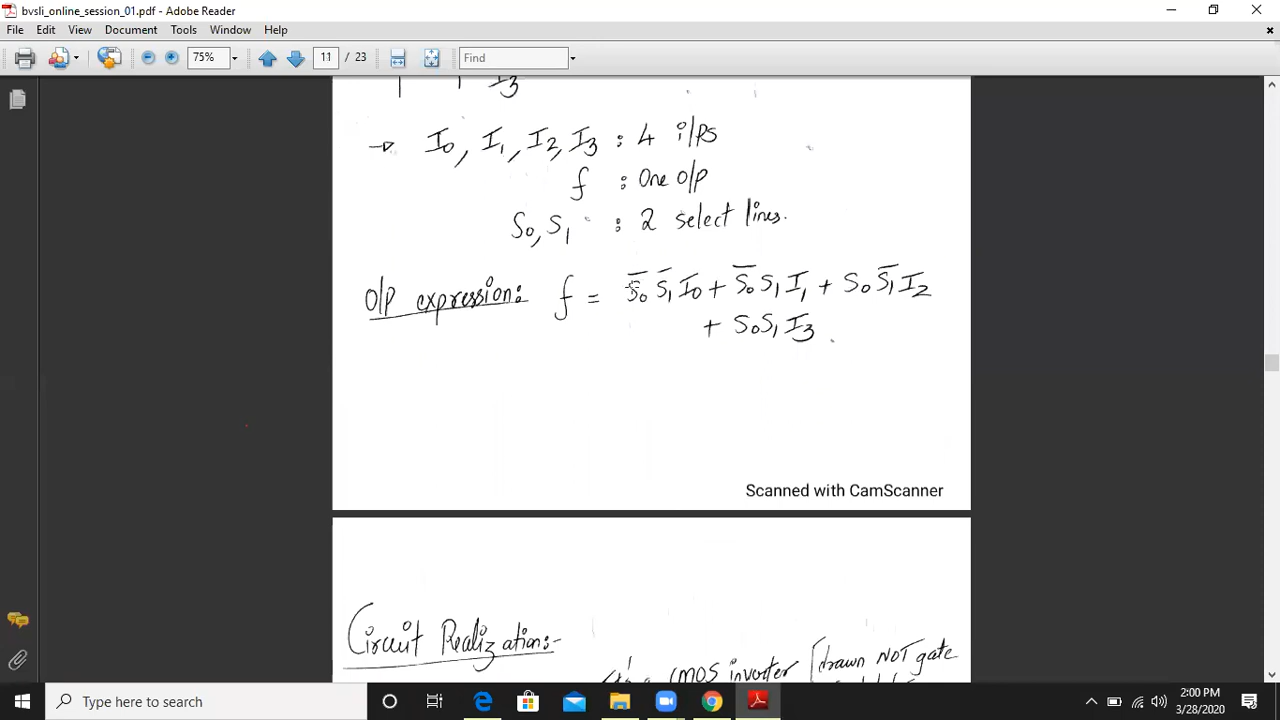 bvsli_online_session_01.pdf - Adobe Reader
File Edit View Document Tools Window Help
11 / 23 75% Find
I3
→ I0, I1, I2, I3 : 4 i/ps
f : One o/p
S0, S1 : 2 select lines.
O/P expression: f = S̅0 S̅1 I0 + S̅0 S1 I1 + S0 S̅1 I2
+ S0 S1 I3
Scanned with CamScanner
Circuit Realization:-
CMOS inverter [drawn NOT gate
Type here to search
2:00 PM
3/28/2020